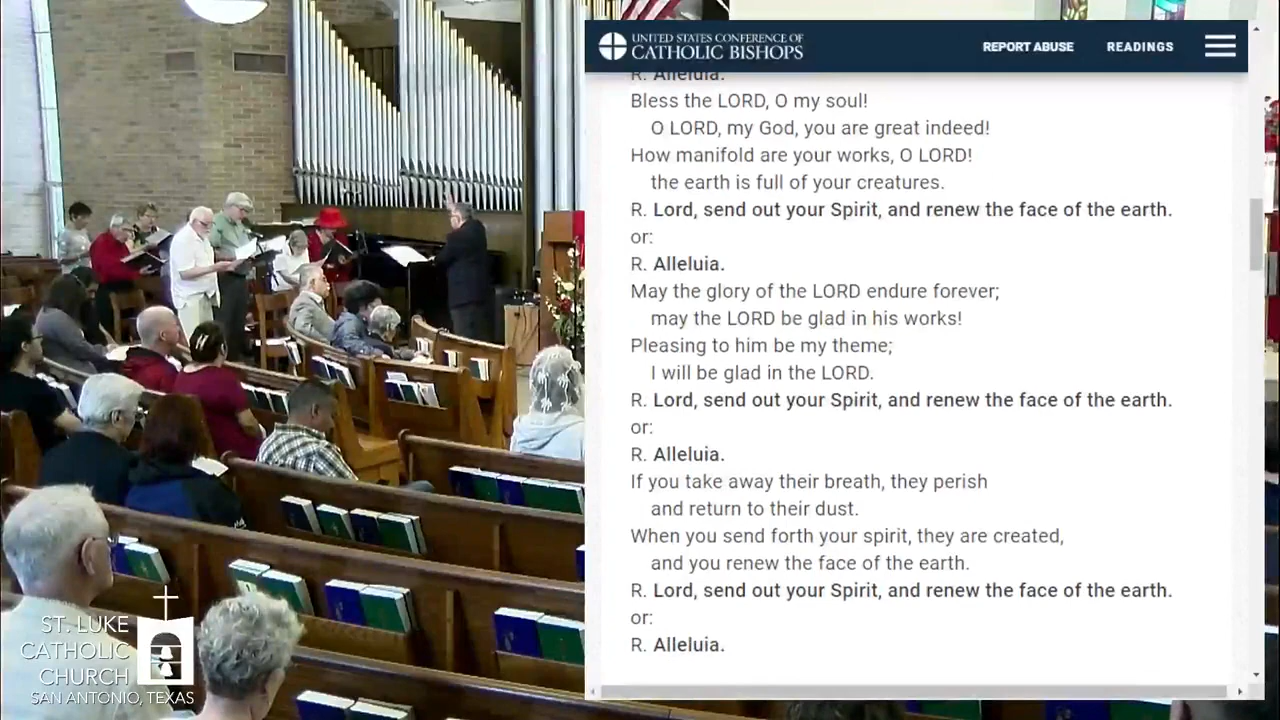 UNITED STATES CONFERENCE OF
CATHOLIC BISHOPS
REPORT ABUSE
READINGS
R. Alleluia.
Bless the LORD, O my soul!
O LORD, my God, you are great indeed!
How manifold are your works, O LORD!
the earth is full of your creatures.
R. Lord, send out your Spirit, and renew the face of the earth.
or:
R. Alleluia.
May the glory of the LORD endure forever;
may the LORD be glad in his works!
Pleasing to him be my theme;
I will be glad in the LORD.
R. Lord, send out your Spirit, and renew the face of the earth.
or:
R. Alleluia.
If you take away their breath, they perish
and return to their dust.
When you send forth your spirit, they are created,
and you renew the face of the earth.
R. Lord, send out your Spirit, and renew the face of the earth.
or:
R. Alleluia.
ST. LUKE
CATHOLIC
CHURCH
SAN ANTONIO, TEXAS